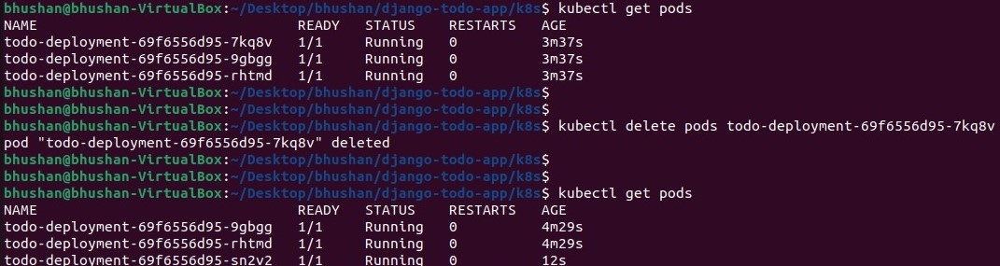 bhushan@bhushan-VirtualBox:~/Desktop/bhushan/django-todo-app/k8s$ kubectl get pods
NAME READY STATUS RESTARTS AGE
todo-deployment-69f6556d95-7kq8v 1/1 Running 0 3m37s
todo-deployment-69f6556d95-9gbgg 1/1 Running 0 3m37s
todo-deployment-69f6556d95-rhtmd 1/1 Running 0 3m37s
bhushan@bhushan-VirtualBox:~/Desktop/bhushan/django-todo-app/k8s$
bhushan@bhushan-VirtualBox:~/Desktop/bhushan/django-todo-app/k8s$
bhushan@bhushan-VirtualBox:~/Desktop/bhushan/django-todo-app/k8s$ kubectl delete pods todo-deployment-69f6556d95-7kq8v
pod "todo-deployment-69f6556d95-7kq8v" deleted
bhushan@bhushan-VirtualBox:~/Desktop/bhushan/django-todo-app/k8s$
bhushan@bhushan-VirtualBox:~/Desktop/bhushan/django-todo-app/k8s$
bhushan@bhushan-VirtualBox:~/Desktop/bhushan/django-todo-app/k8s$ kubectl get pods
NAME READY STATUS RESTARTS AGE
todo-deployment-69f6556d95-9gbgg 1/1 Running 0 4m29s
todo-deployment-69f6556d95-rhtmd 1/1 Running 0 4m29s
todo-deployment-69f6556d95-sn2v2 1/1 Running 0 12s